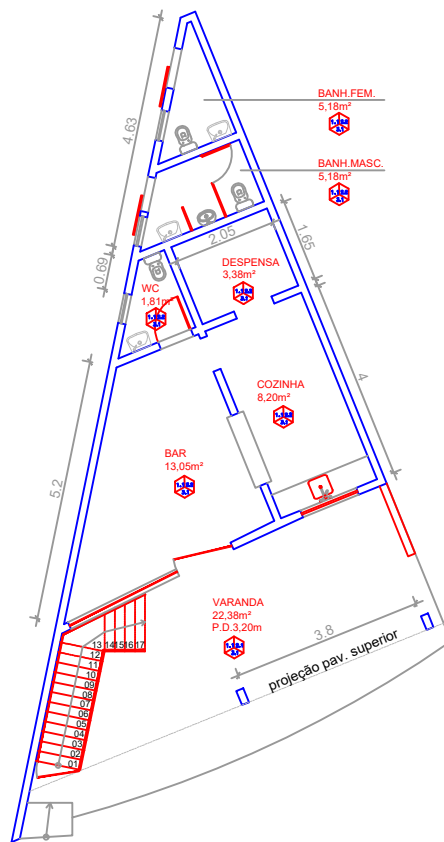 BANH.FEM.
5,18m²
4.63
BANH.MASC.
5,18m²
1.65
2.05
0.69
DESPENSA
3,38m²
WC
1,81m²
4
COZINHA
8,20m²
BAR
13,05m²
5.2
VARANDA
22,38m²
P.D.3,20m
3.8
projeção pav. superior
13 14 15 16 17
12
11
10
09
08
07
06
05
04
03
02
01